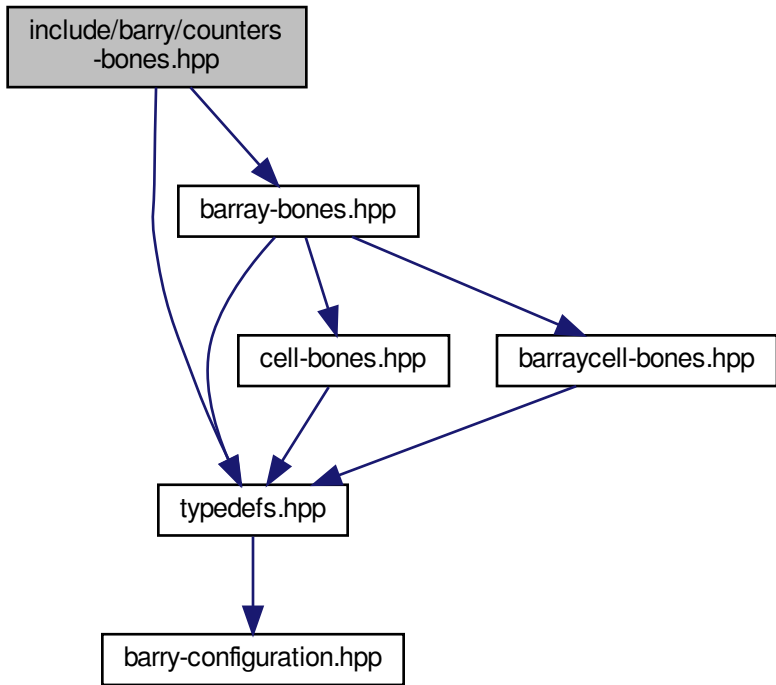 include/barry/counters
-bones.hpp
barray-bones.hpp
cell-bones.hpp
barraycell-bones.hpp
typedefs.hpp
barry-configuration.hpp